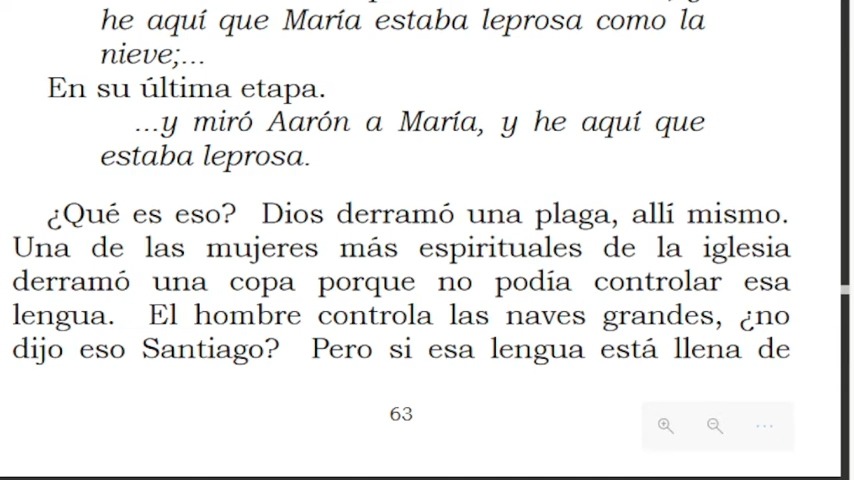 he aquí que María estaba leprosa como la
nieve;...
En su última etapa.
...y miró Aarón a María, y he aquí que
estaba leprosa.
¿Qué es eso? Dios derramó una plaga, allí mismo.
Una de las mujeres más espirituales de la iglesia
derramó una copa porque no podía controlar esa
lengua. El hombre controla las naves grandes, ¿no
dijo eso Santiago? Pero si esa lengua está llena de
63